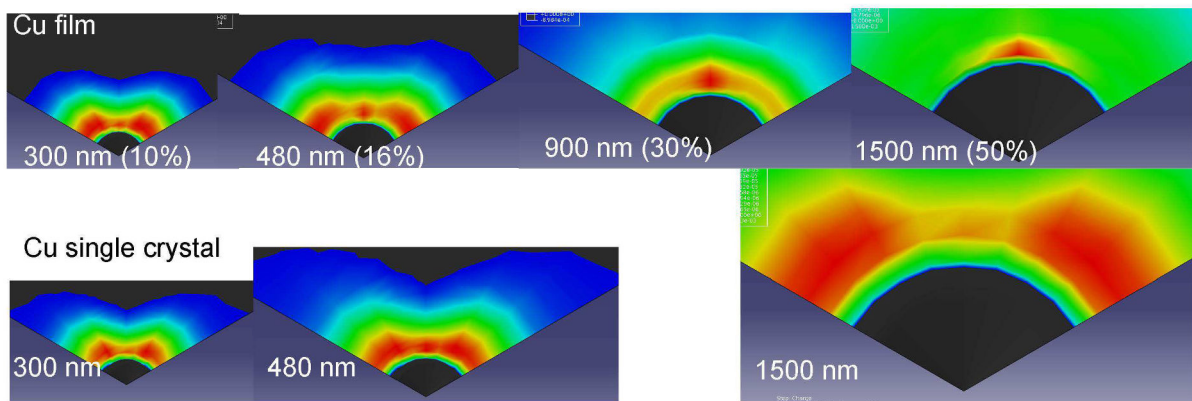 Cu film
300 nm (10%)
480 nm (16%)
900 nm (30%)
1500 nm (50%)
Cu single crystal
300 nm
480 nm
1500 nm